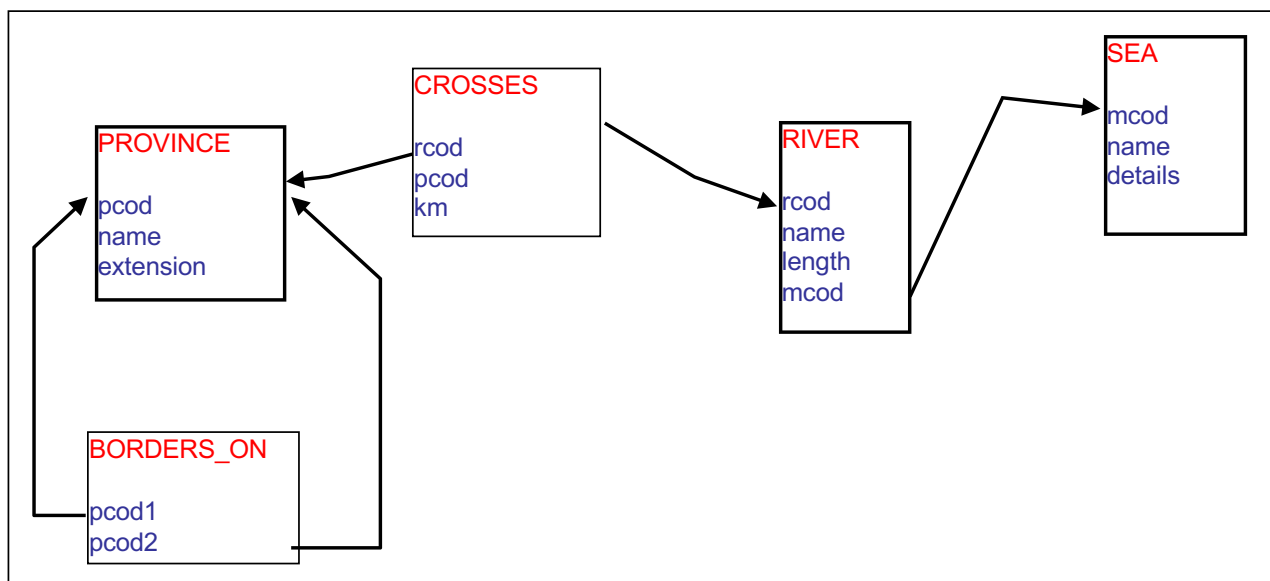 PROVINCE
pcod
name
extension
CROSSES
rcod
pcod
km
RIVER
rcod
name
length
mcod
SEA
mcod
name
details
BORDERS_ON
pcod1
pcod2